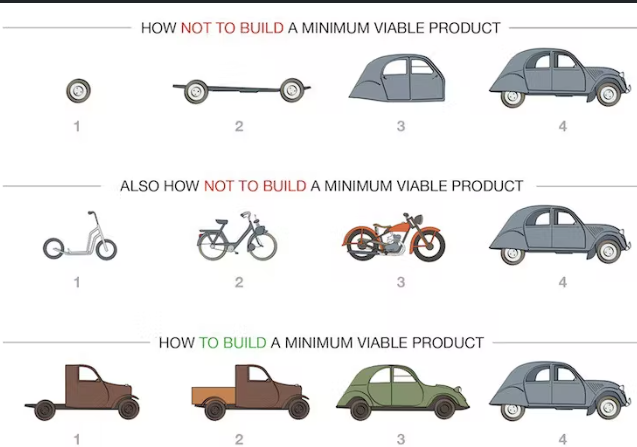 HOW NOT TO BUILD A MINIMUM VIABLE PRODUCT
1 2 3 4
ALSO HOW NOT TO BUILD A MINIMUM VIABLE PRODUCT
1 2 3 4
HOW TO BUILD A MINIMUM VIABLE PRODUCT
1 2 3 4